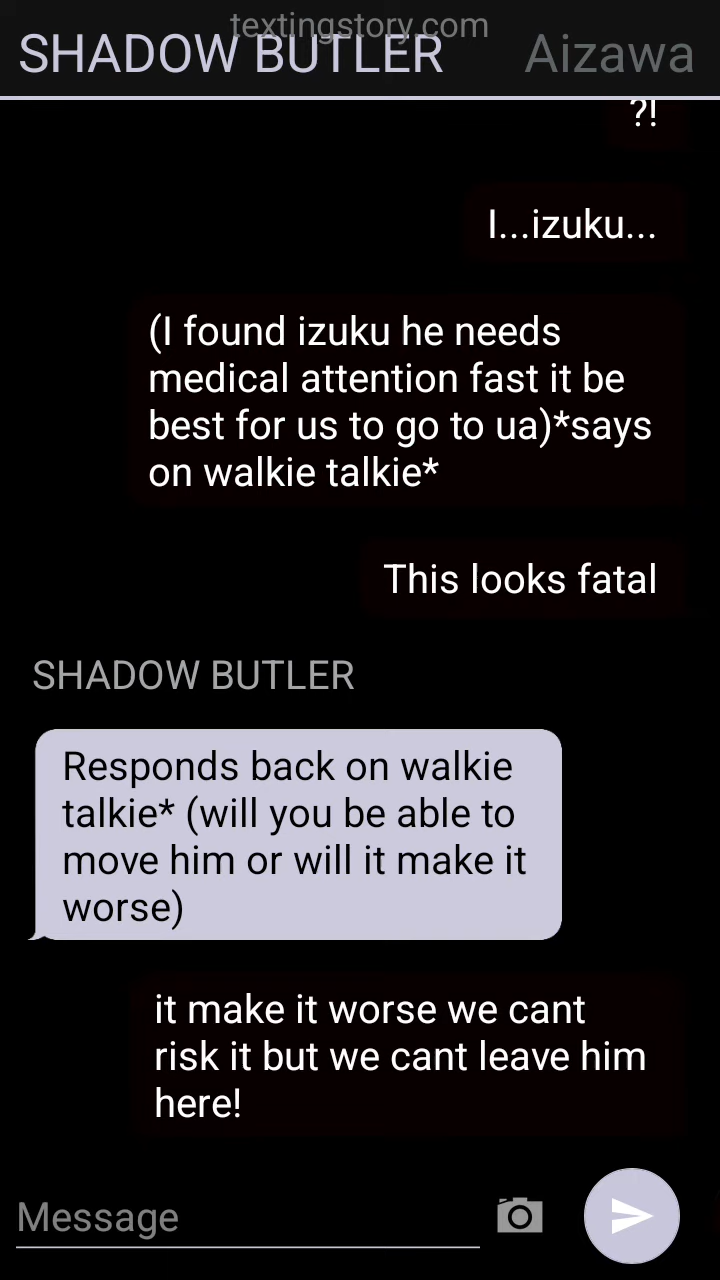 textingstory.com
SHADOW BUTLER
Aizawa
?!
I...izuku...
(I found izuku he needs
medical attention fast it be
best for us to go to ua)*says
on walkie talkie*
This looks fatal
SHADOW BUTLER
Responds back on walkie
talkie* (will you be able to
move him or will it make it
worse)
it make it worse we cant
risk it but we cant leave him
here!
Message